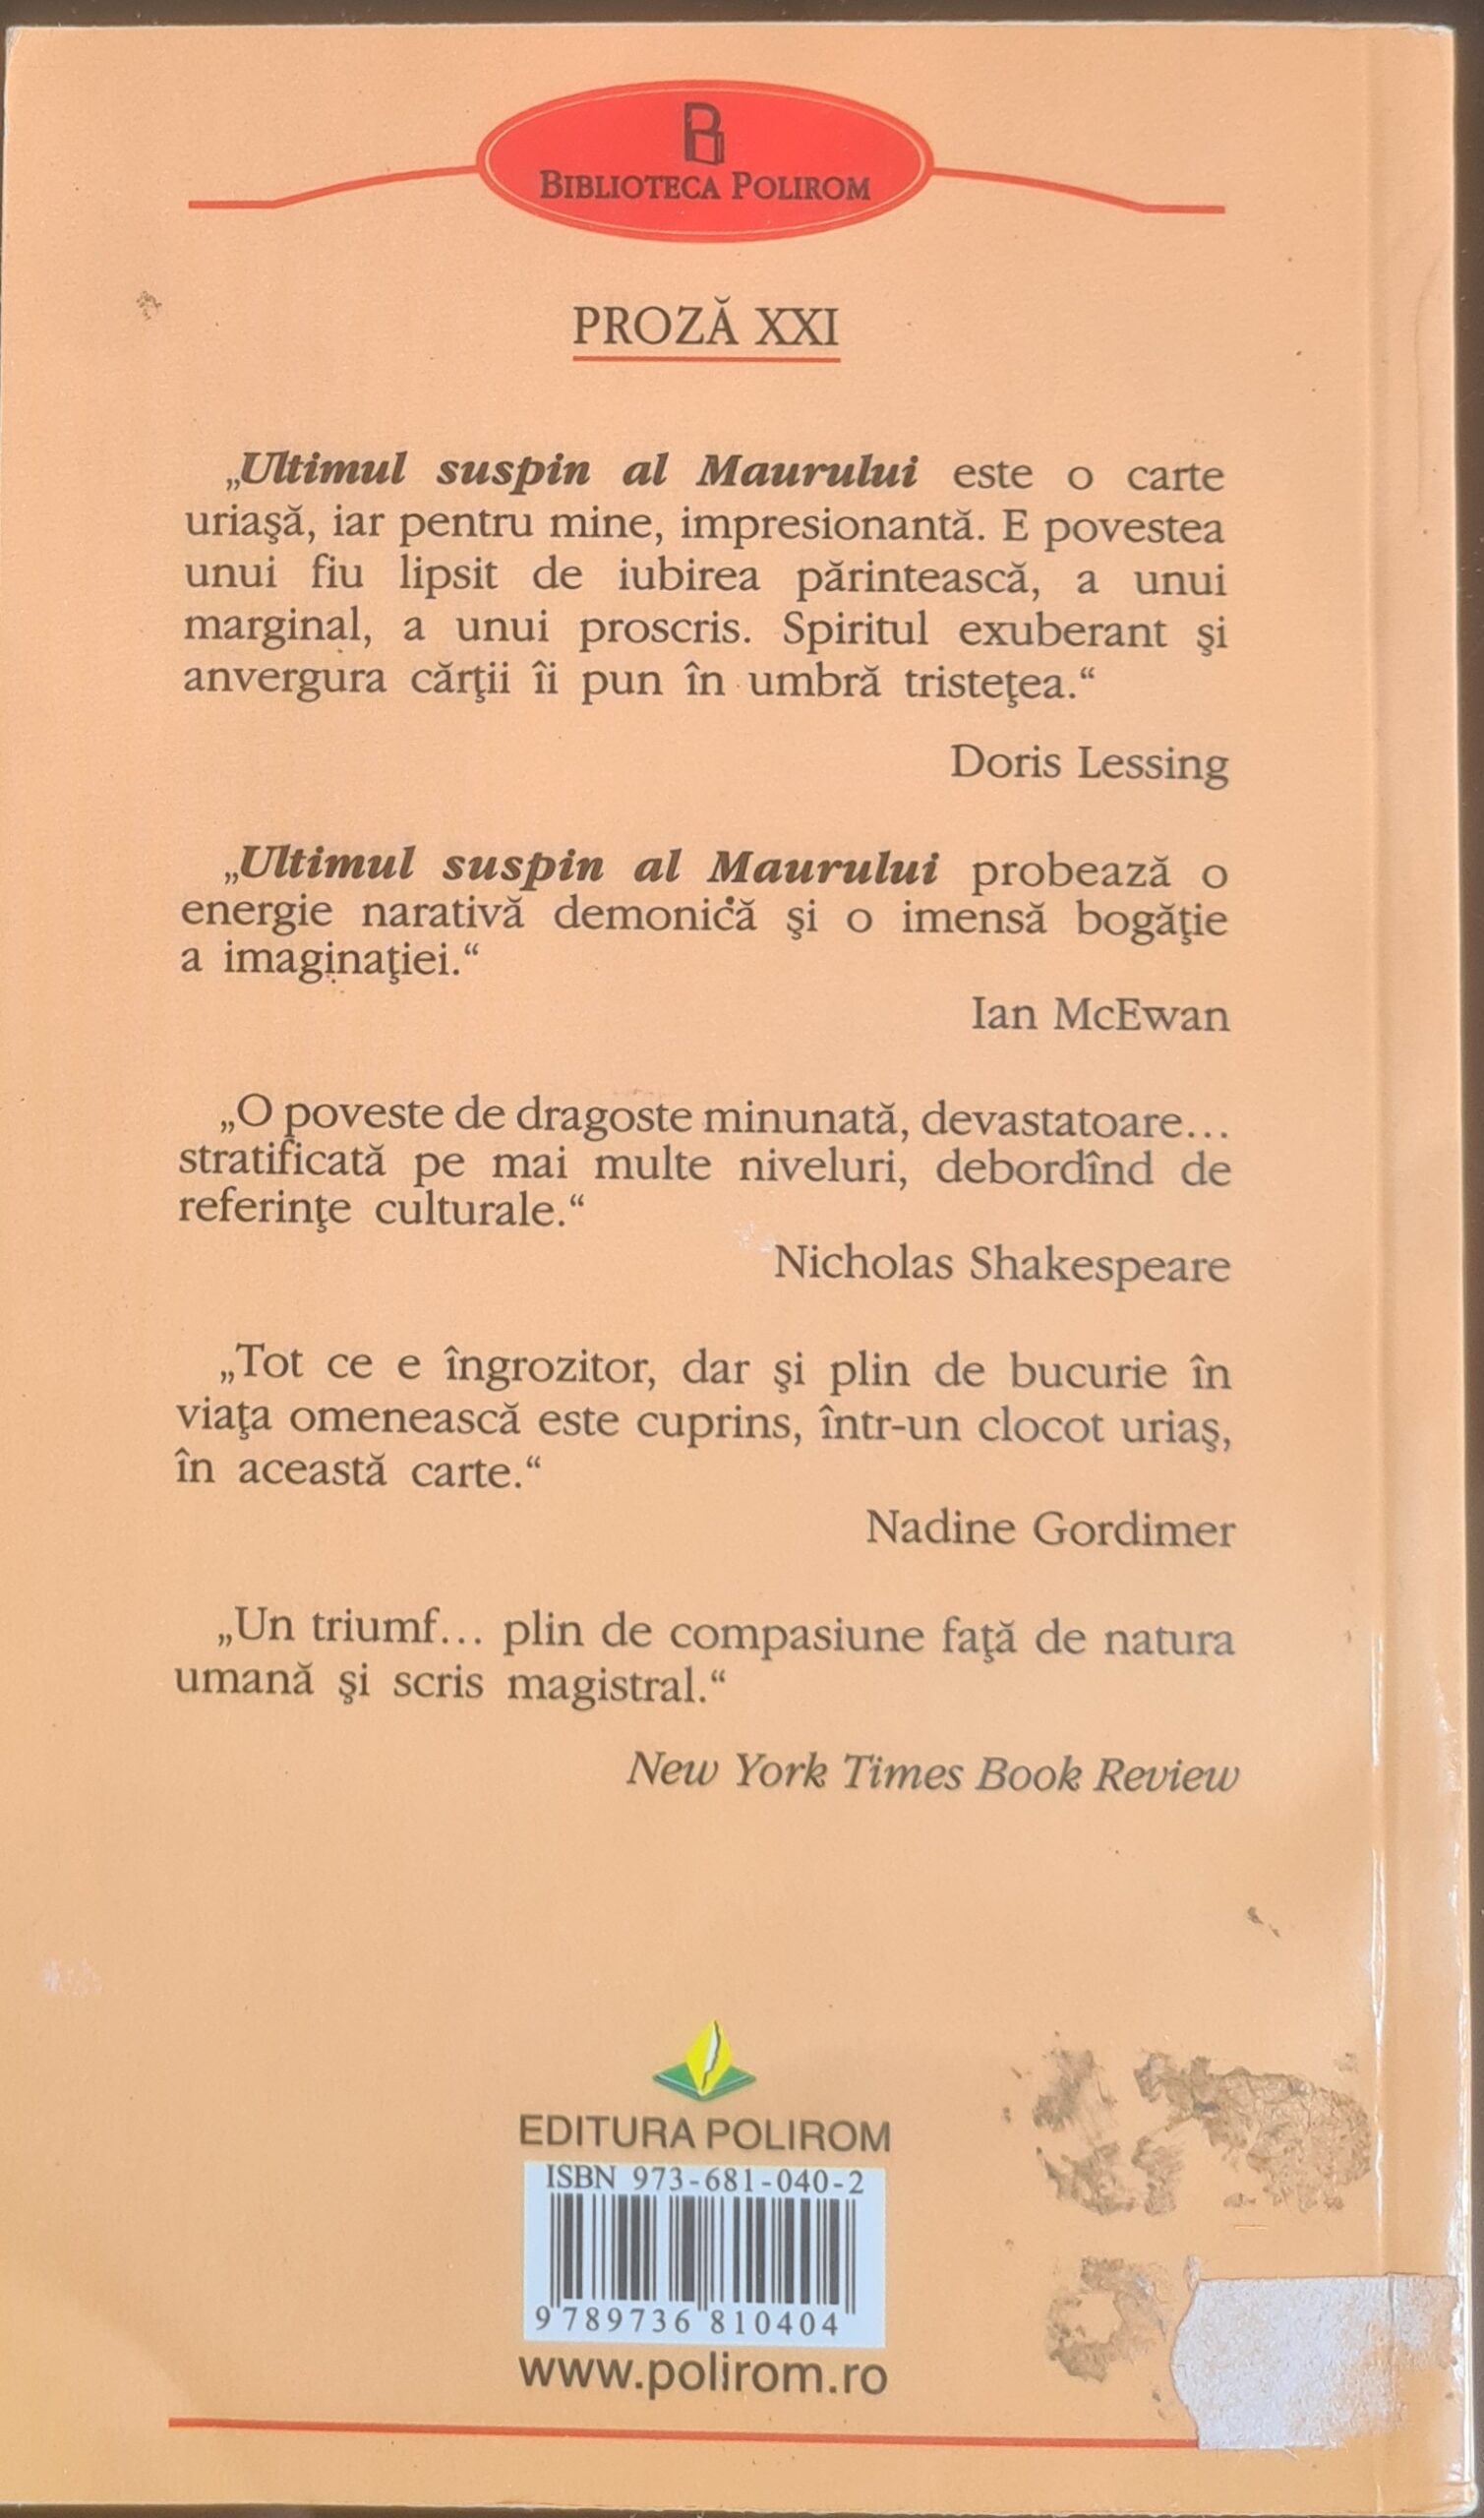 B
BIBLIOTECA POLIROM
PROZĂ XXI
„Ultimul suspin al Maurului este o carte
uriaşă, iar pentru mine, impresionantă. E povestea
unui fiu lipsit de iubirea părintească, a unui
marginal, a unui proscris. Spiritul exuberant şi
anvergura cărţii îi pun în umbră tristeţea.“
Doris Lessing
„Ultimul suspin al Maurului probează o
energie narativă demonică şi o imensă bogăţie
a imaginaţiei.“
Ian McEwan
„O poveste de dragoste minunată, devastatoare...
stratificată pe mai multe niveluri, debordînd de
referinţe culturale.“
Nicholas Shakespeare
„Tot ce e îngrozitor, dar şi plin de bucurie în
viaţa omenească este cuprins, într-un clocot uriaş,
în această carte.“
Nadine Gordimer
„Un triumf... plin de compasiune faţă de natura
umană şi scris magistral.“
New York Times Book Review
EDITURA POLIROM
ISBN 973-681-040-2
9 789736 810404
www.polirom.ro